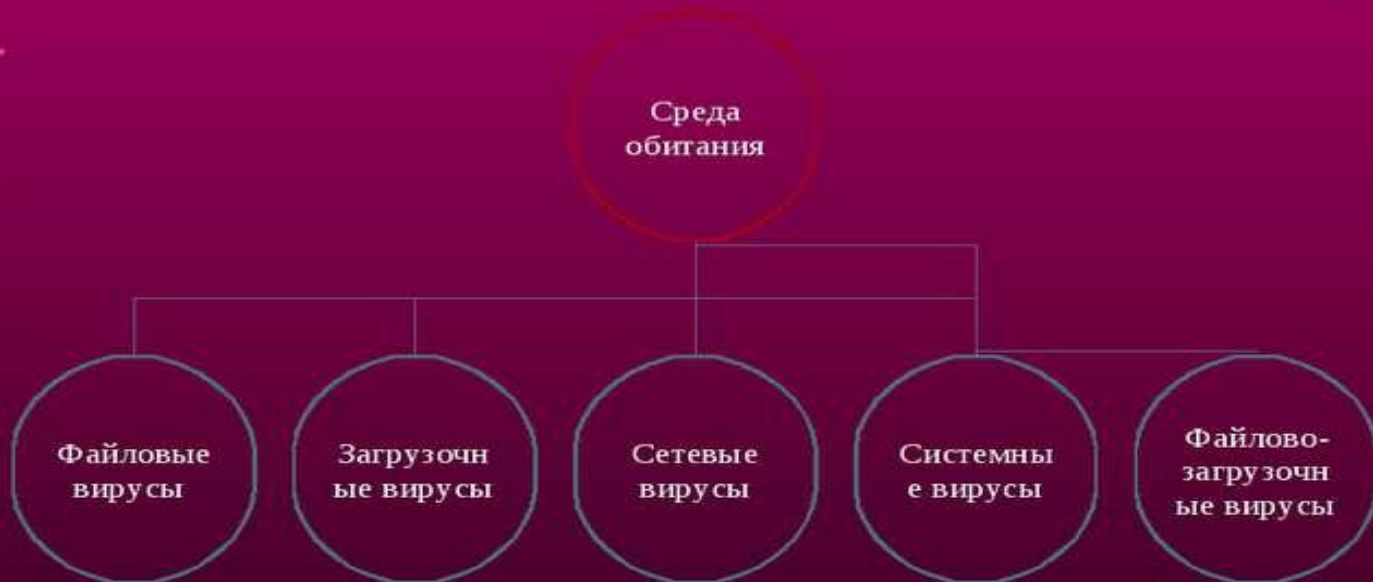 Среда
обитания
Файловые
вирусы
Загрузочн
ые вирусы
Сетевые
вирусы
Системны
е вирусы
Файлово-
загрузочн
ые вирусы